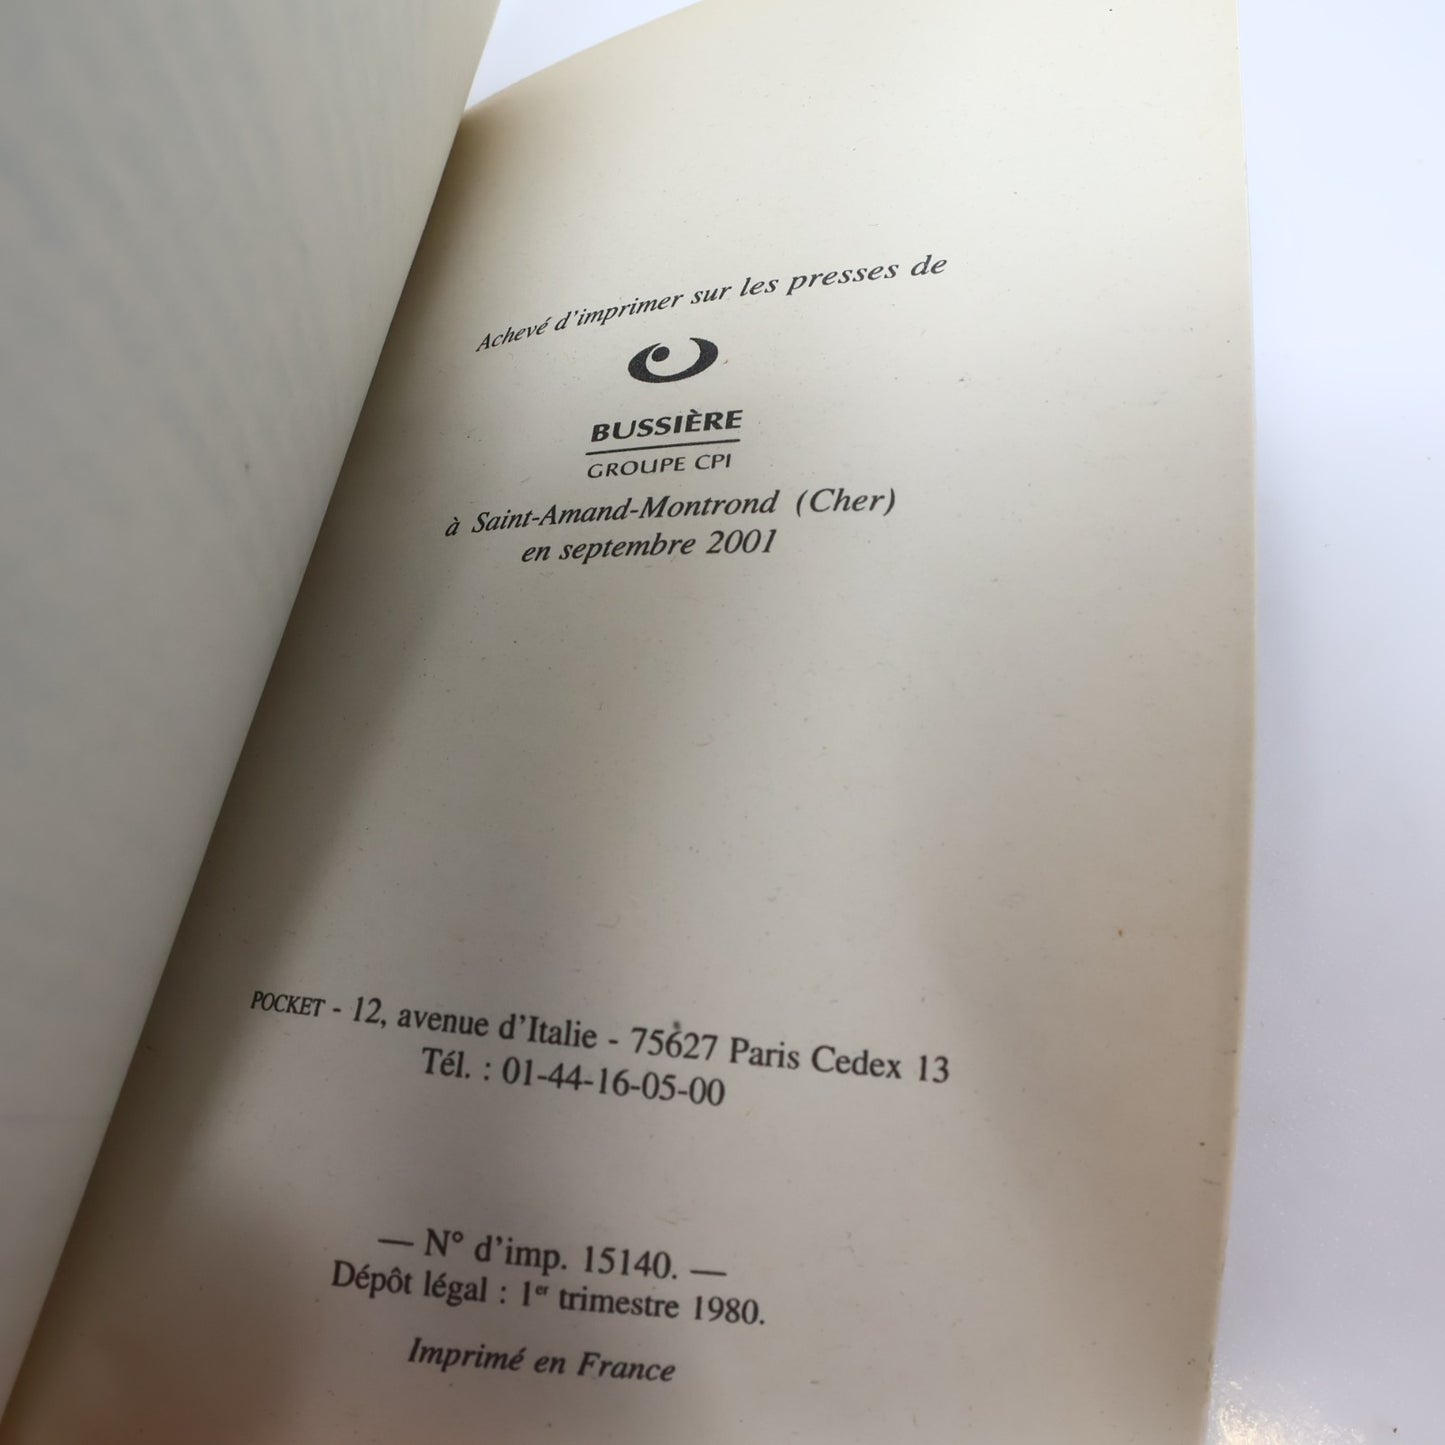 Achevé d'imprimer sur les presses de
BUSSIÈRE
GROUPE CPI
à Saint-Amand-Montrond (Cher)
en septembre 2001
POCKET - 12, avenue d'Italie - 75627 Paris Cedex 13
Tél. : 01-44-16-05-00
— N° d'imp. 15140. —
Dépôt légal : 1er trimestre 1980.
Imprimé en France